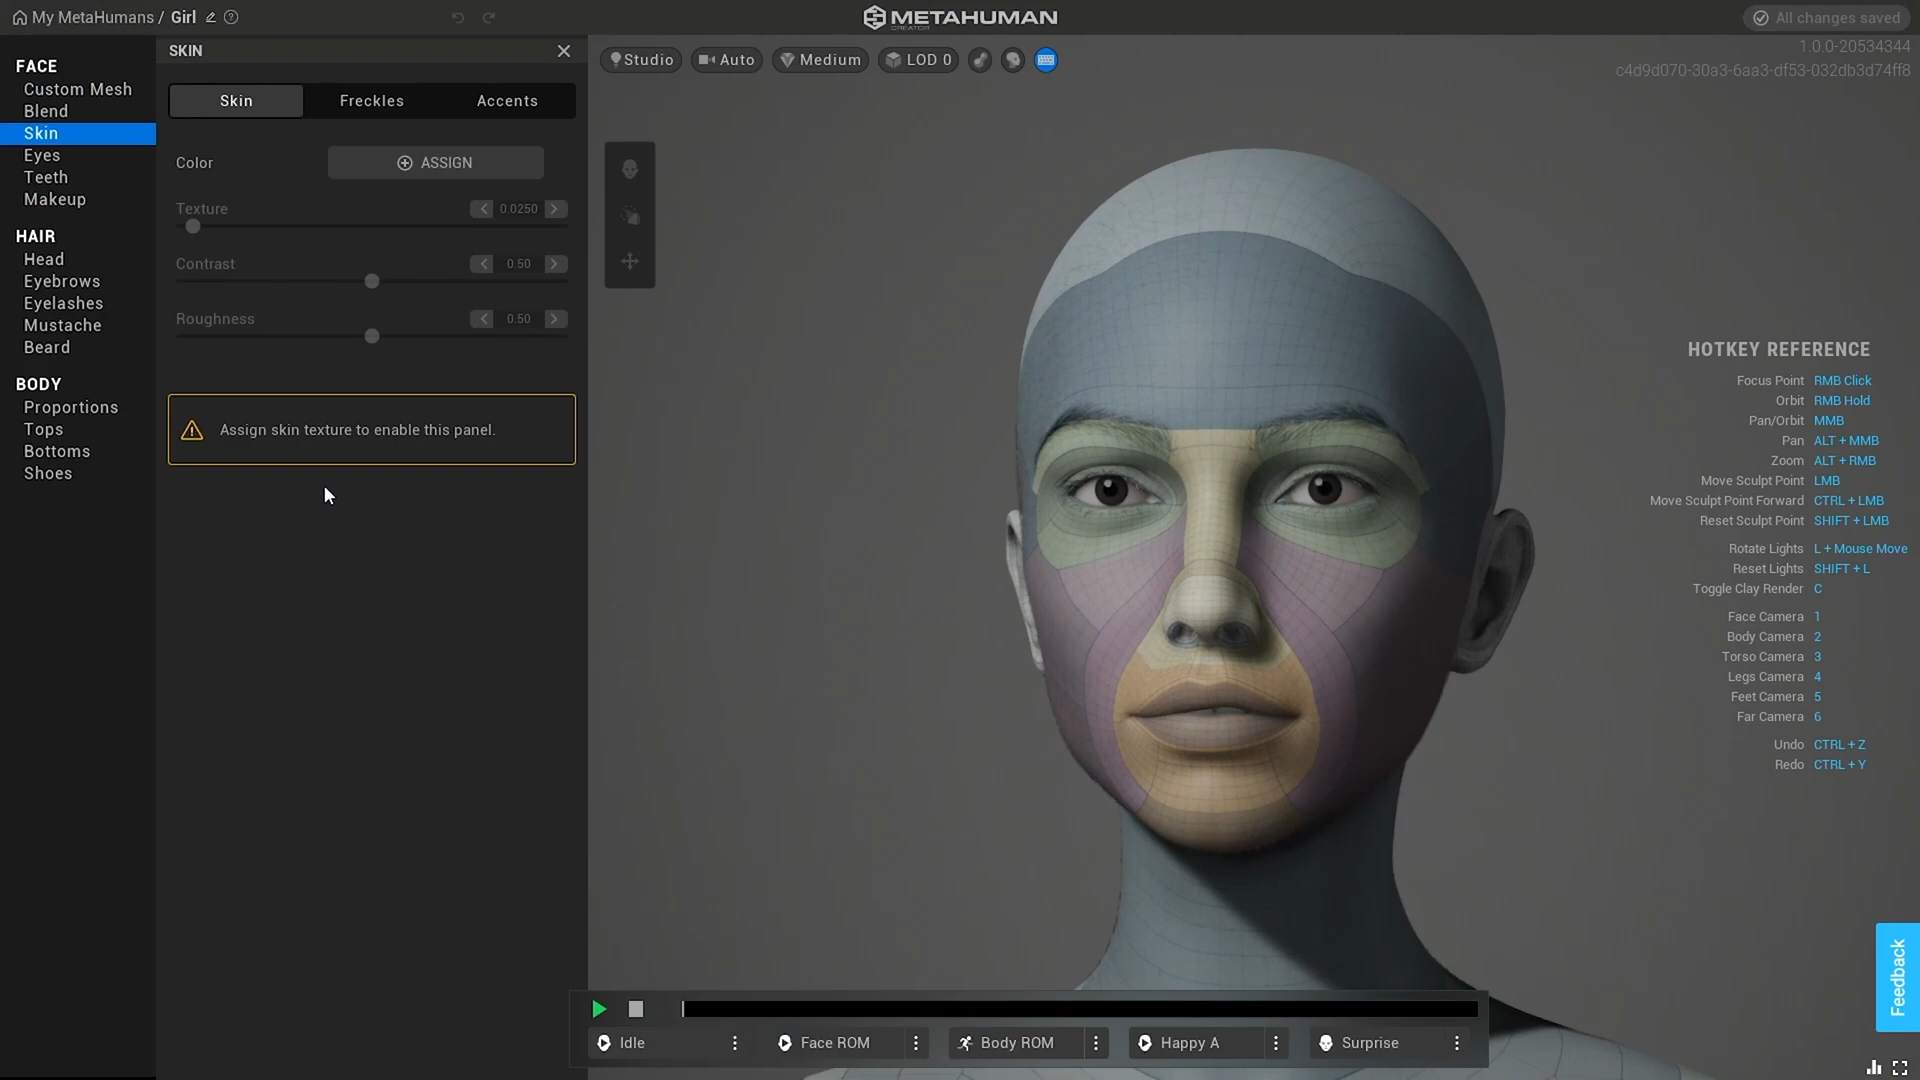 My MetaHumans / Girl
METAHUMAN
CREATOR
All changes saved
1.0.0-20534344
c4d9d070-30a3-6aa3-df53-032db3d74ff8
FACE
Custom Mesh
Blend
Skin
Eyes
Teeth
Makeup
HAIR
Head
Eyebrows
Eyelashes
Mustache
Beard
BODY
Proportions
Tops
Bottoms
Shoes
SKIN
Skin
Freckles
Accents
Color
ASSIGN
Texture
0.0250
Contrast
0.50
Roughness
0.50
Assign skin texture to enable this panel.
Studio
Auto
Medium
LOD 0
HOTKEY REFERENCE
Focus Point RMB Click
Orbit RMB Hold
Pan/Orbit MMB
Pan ALT + MMB
Zoom ALT + RMB
Move Sculpt Point LMB
Move Sculpt Point Forward CTRL + LMB
Reset Sculpt Point SHIFT + LMB
Rotate Lights L + Mouse Move
Reset Lights SHIFT + L
Toggle Clay Render C
Face Camera 1
Body Camera 2
Torso Camera 3
Legs Camera 4
Feet Camera 5
Far Camera 6
Undo CTRL + Z
Redo CTRL + Y
Feedback
Idle
Face ROM
Body ROM
Happy A
Surprise